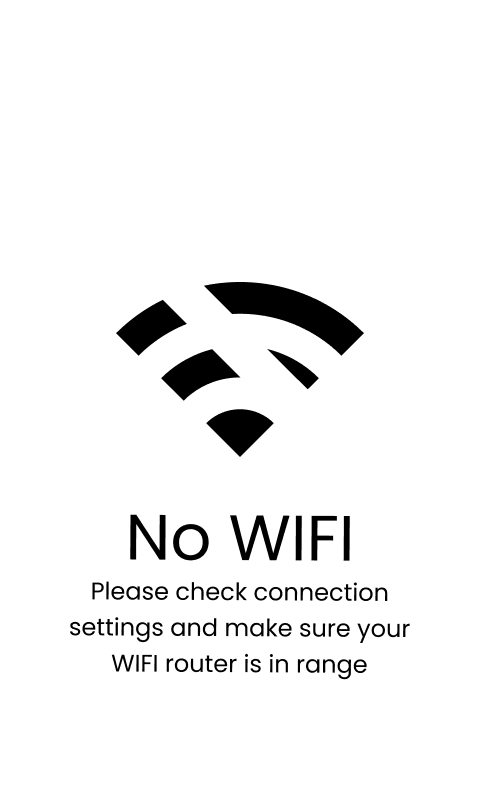 No WIFI
Please check connection
settings and make sure your
WIFI router is in range